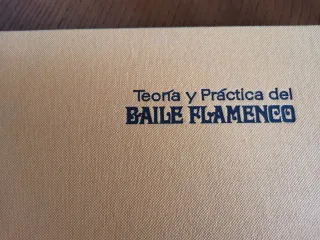 Teoría y Práctica del
BAILE FLAMENCO